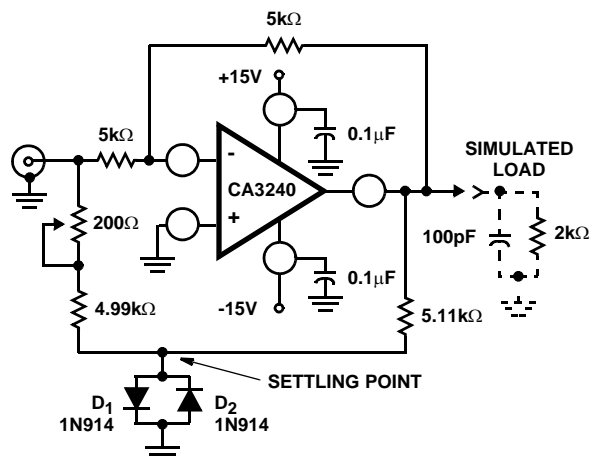 5kΩ
+15V
0.1µF
5kΩ
-
CA3240
+
SIMULATED
LOAD
100pF
2kΩ
200Ω
0.1µF
-15V
4.99kΩ
5.11kΩ
SETTLING POINT
D1
1N914
D2
1N914